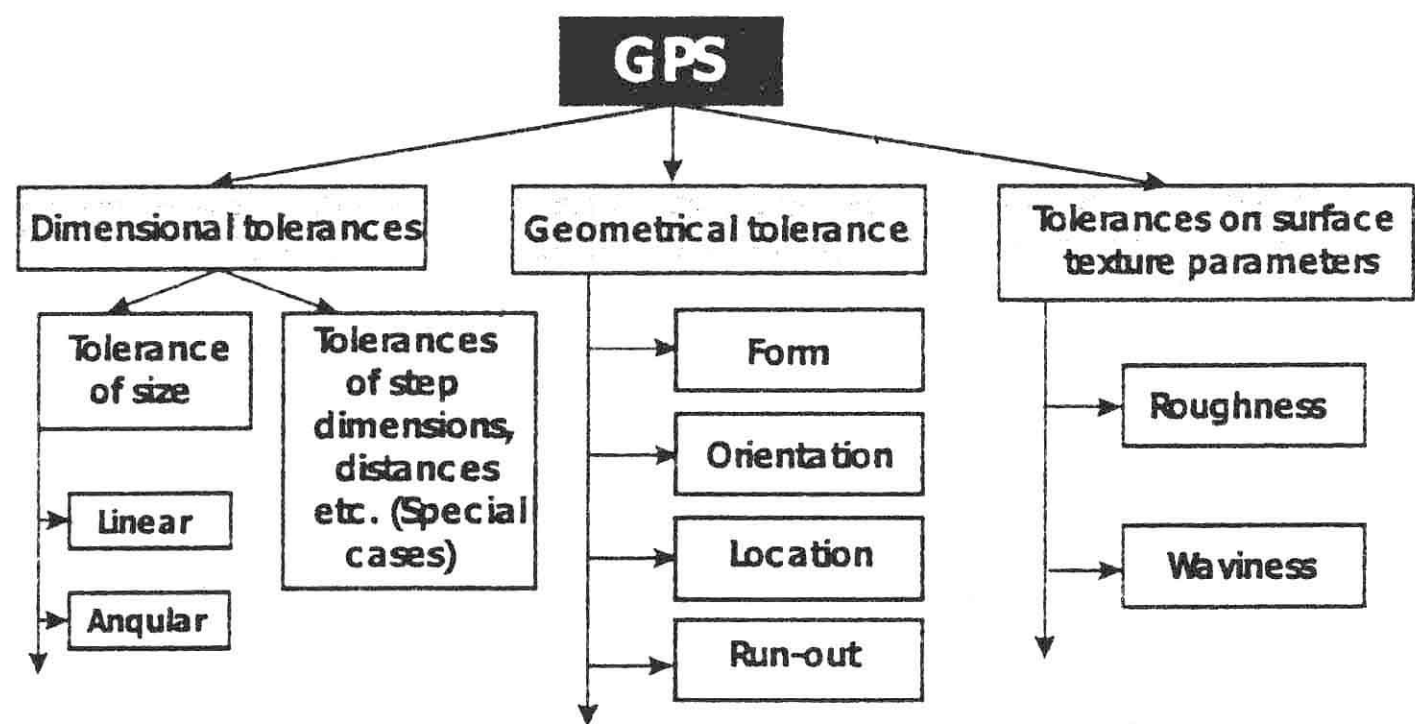 GPS
Dimensional tolerances
Geometrical tolerance
Tolerances on surface
texture parameters
Tolerance
of size
Tolerances
of step
dimensions,
distances
etc. (Special
cases)
Linear
Anqular
Form
Orientation
Location
Run-out
Roughness
Waviness